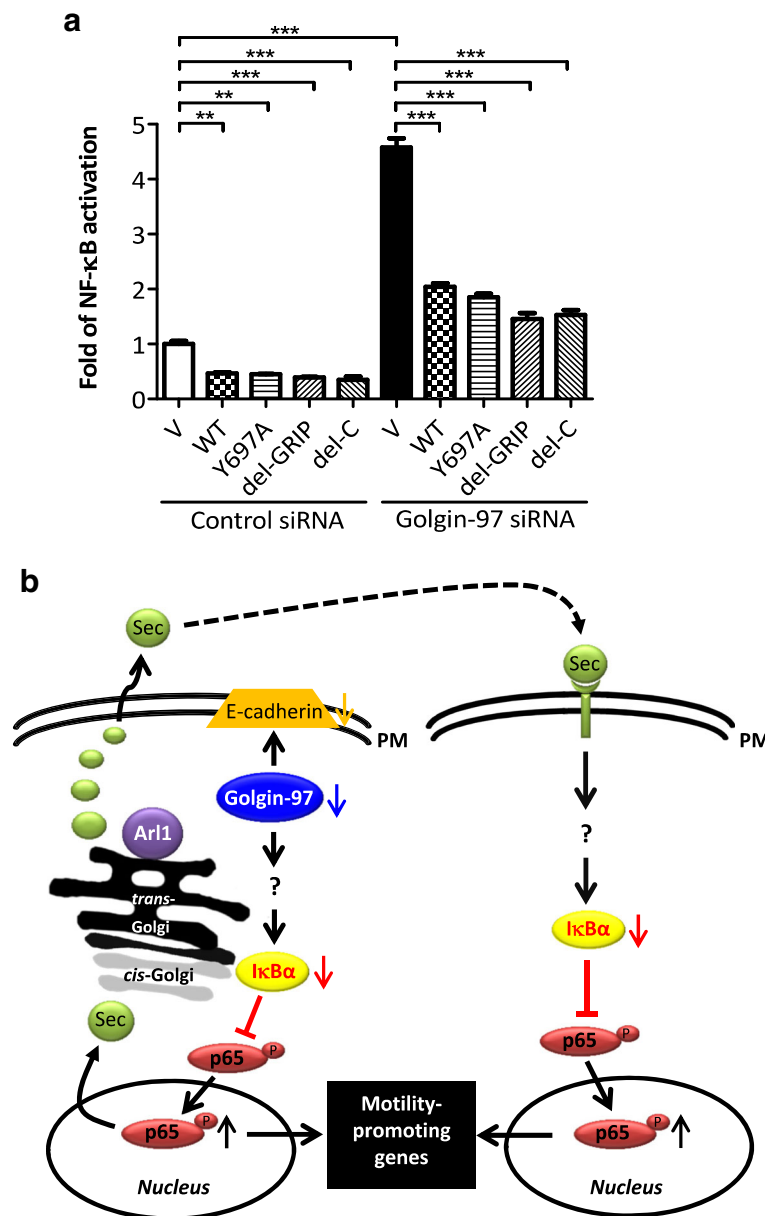 a
***
*** ***
*** ***
** ***
** ***
Fold of NF-κB activation
5
4
3
2
1
0
V WT Y697A del-GRIP del-C V WT Y697A del-GRIP del-C
Control siRNA Golgin-97 siRNA
b
Sec
Sec
E-cadherin
PM
PM
Golgin-97
Arl1
?
?
trans-
Golgi
IκBα
cis-Golgi
IκBα
Sec
p65 P
p65 P
Motility-
promoting
genes
p65 P
p65 P
Nucleus
Nucleus